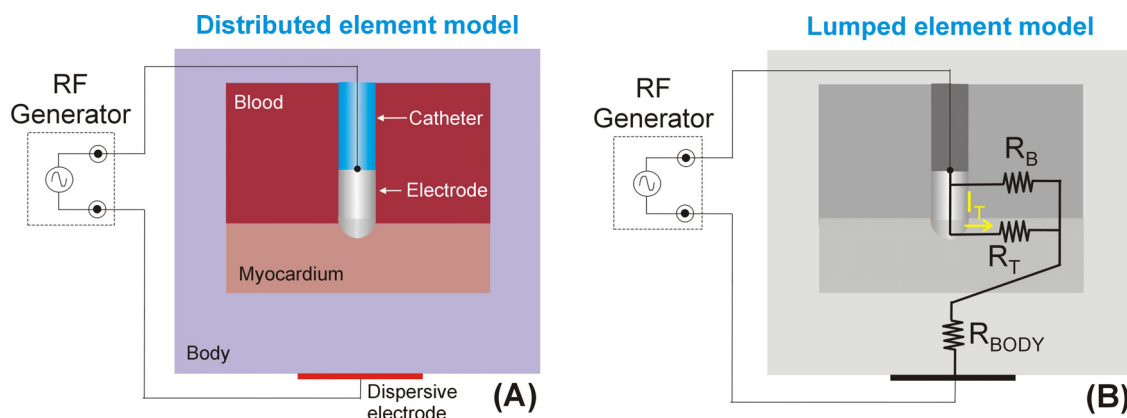 Distributed element model
RF
Generator
Blood
Catheter
Electrode
Myocardium
Body
Dispersive
electrode
(A)
Lumped element model
RF
Generator
R_B
I_T
R_T
R_BODY
(B)